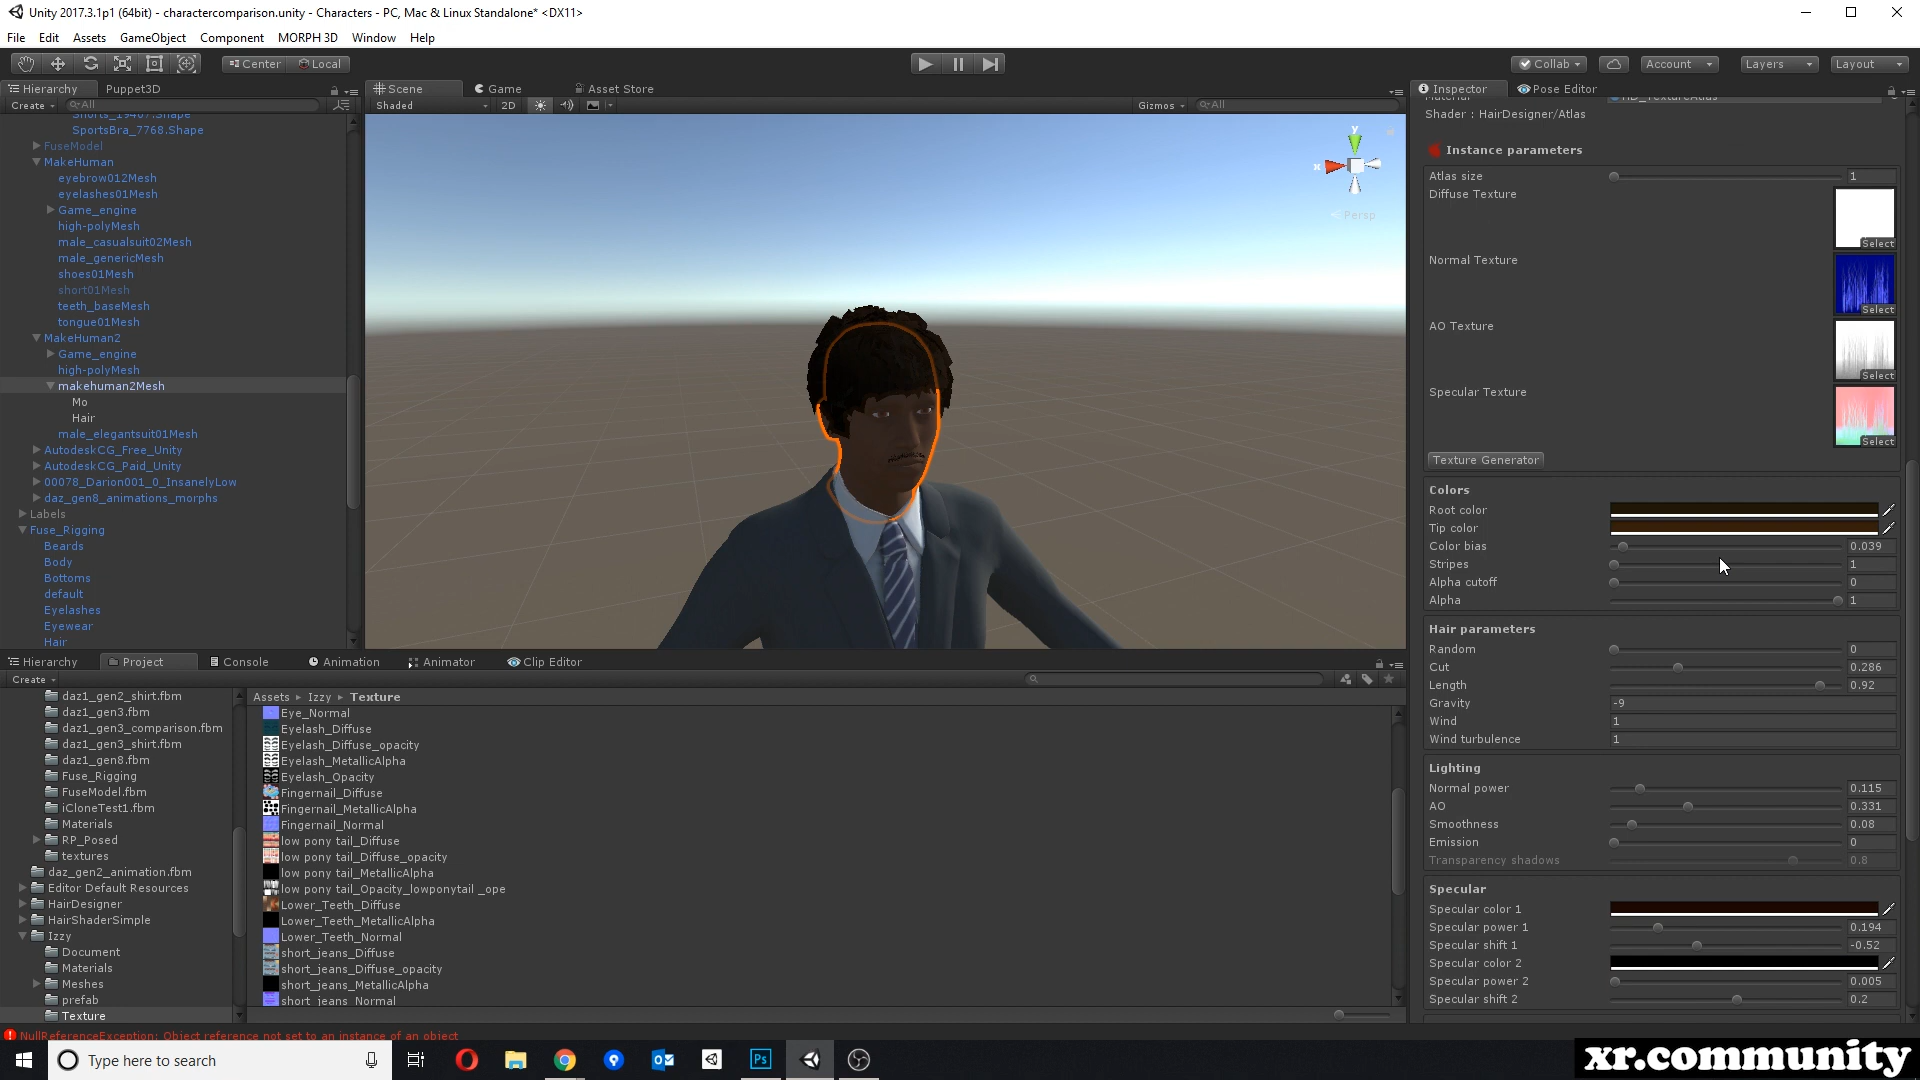 Unity 2017.3.1p1 (64bit) - charactercomparison.unity - Characters - PC, Mac & Linux Standalone* <DX11>
File Edit Assets GameObject Component MORPH 3D Window Help
Center Local
Collab Account Layers Layout
Hierarchy Puppet3D
Create All
SportsBra_7768.Shape
FuseModel
MakeHuman
eyebrow012Mesh
eyelashes01Mesh
Game_engine
high-polyMesh
male_casualsuit02Mesh
male_genericMesh
shoes01Mesh
short01Mesh
teeth_baseMesh
tongue01Mesh
MakeHuman2
Game_engine
high-polyMesh
makehuman2Mesh
Mo
Hair
male_elegantsuit01Mesh
AutodeskCG_Free_Unity
AutodeskCG_Paid_Unity
00078_Darion001_0_InsanelyLow
daz_gen8_animations_morphs
Labels
Fuse_Rigging
Beards
Body
Bottoms
default
Eyelashes
Eyewear
Hair
Scene Game Asset Store
Shaded 2D Gizmos All
y
x
Persp
Inspector Pose Editor
Shader : HairDesigner/Atlas
Instance parameters
Atlas size 1
Diffuse Texture
Select
Normal Texture
Select
AO Texture
Select
Specular Texture
Select
Texture Generator
Colors
Root color
Tip color
Color bias 0.039
Stripes 1
Alpha cutoff 0
Alpha 1
Hair parameters
Random 0
Cut 0.286
Length 0.92
Gravity -9
Wind 1
Wind turbulence 1
Lighting
Normal power 0.115
AO 0.331
Smoothness 0.08
Emission 0
Transparency shadows 0.8
Specular
Specular color 1
Specular power 1 0.194
Specular shift 1 -0.52
Specular color 2
Specular power 2 0.005
Specular shift 2 0.2
Hierarchy Project Console Animation Animator Clip Editor
Create
daz1_gen2_shirt.fbm
daz1_gen3.fbm
daz1_gen3_comparison.fbm
daz1_gen3_shirt.fbm
daz1_gen8.fbm
Fuse_Rigging
FuseModel.fbm
iCloneTest1.fbm
Materials
RP_Posed
textures
daz_gen2_animation.fbm
Editor Default Resources
HairDesigner
HairShaderSimple
Izzy
Document
Materials
Meshes
prefab
Texture
Assets Izzy Texture
Eye_Normal
Eyelash_Diffuse
Eyelash_Diffuse_opacity
Eyelash_MetallicAlpha
Eyelash_Opacity
Fingernail_Diffuse
Fingernail_MetallicAlpha
Fingernail_Normal
low pony tail_Diffuse
low pony tail_Diffuse_opacity
low pony tail_MetallicAlpha
low pony tail_Opacity_lowponytail _ope
Lower_Teeth_Diffuse
Lower_Teeth_MetallicAlpha
Lower_Teeth_Normal
short_jeans_Diffuse
short_jeans_Diffuse_opacity
short_jeans_MetallicAlpha
short_jeans_Normal
NullReferenceException: Object reference not set to an instance of an object
Type here to search
Ps
xr.community